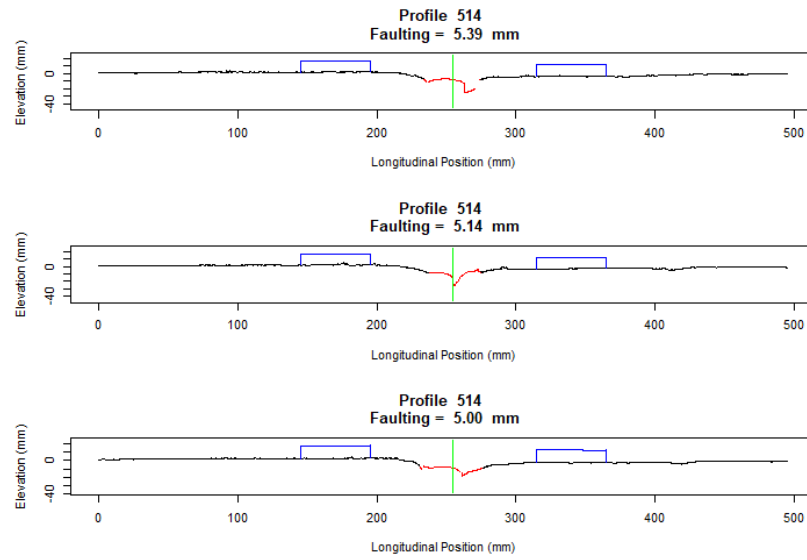 Profile 514
Faulting = 5.39 mm
Elevation (mm)
0
-40
0 100 200 300 400 500
Longitudinal Position (mm)
Profile 514
Faulting = 5.14 mm
Elevation (mm)
0
-40
0 100 200 300 400 500
Longitudinal Position (mm)
Profile 514
Faulting = 5.00 mm
Elevation (mm)
0
-40
0 100 200 300 400 500
Longitudinal Position (mm)